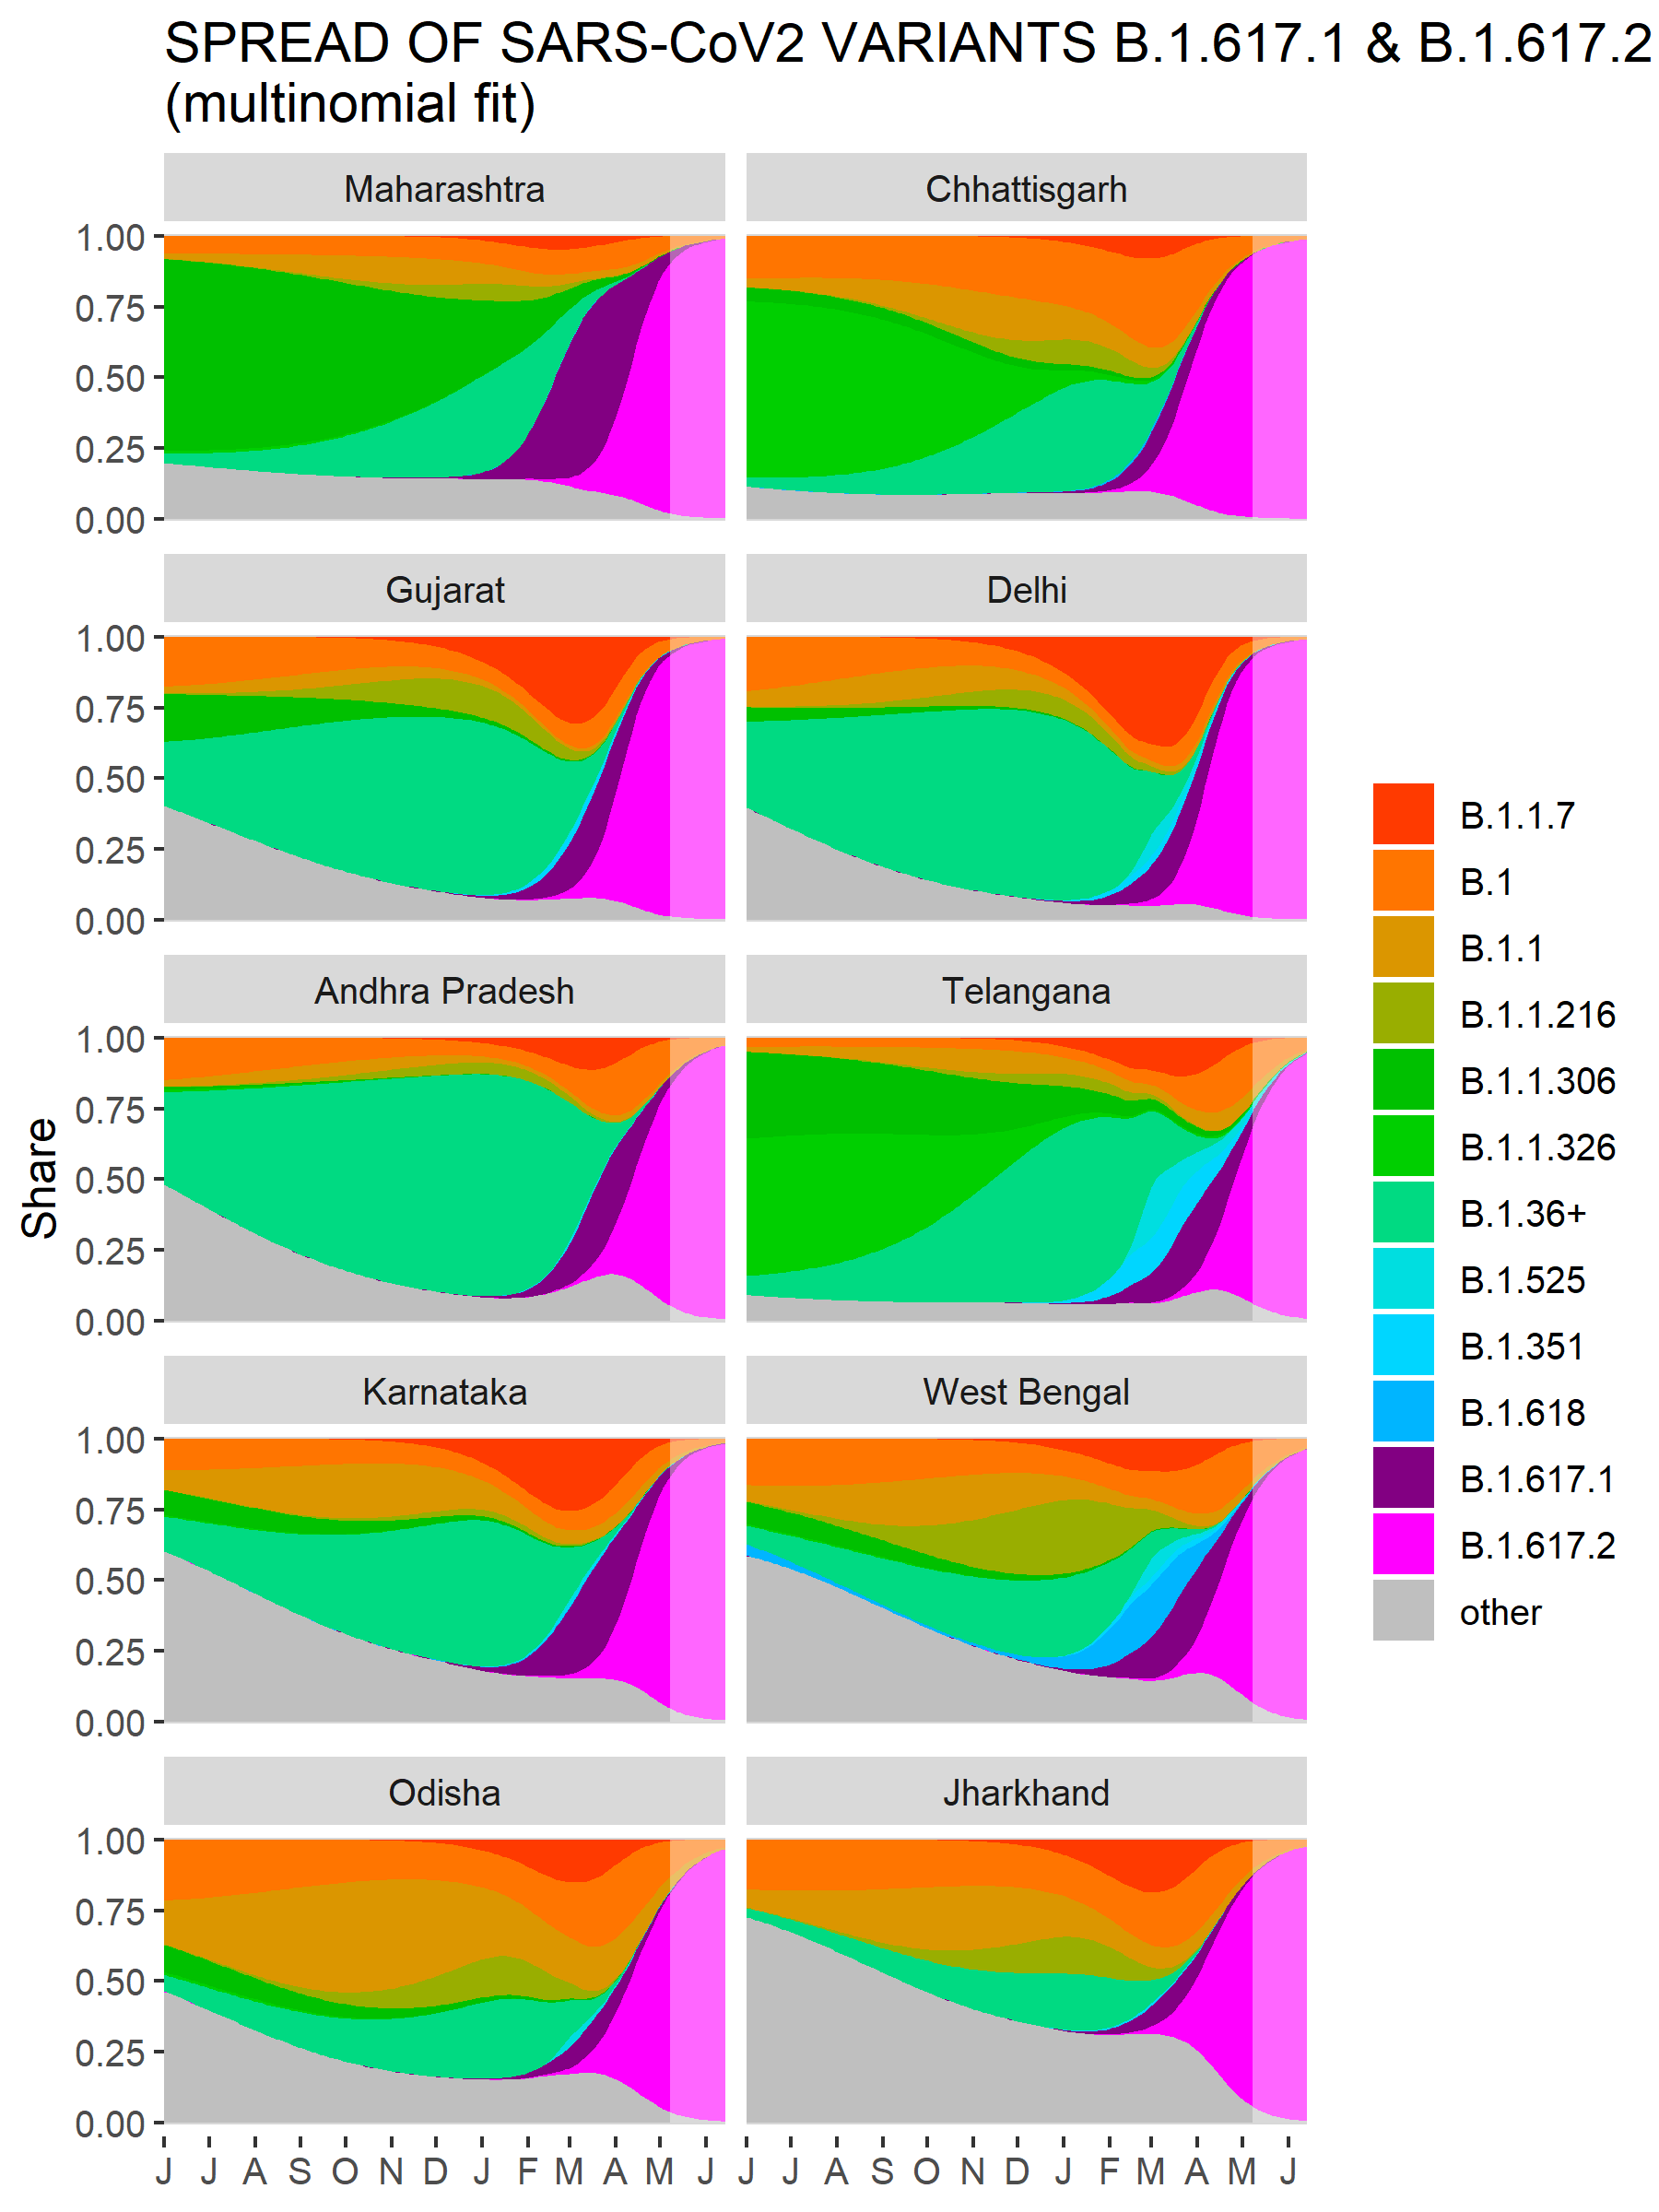 SPREAD OF SARS-CoV2 VARIANTS B.1.617.1 & B.1.617.2
(multinomial fit)
Maharashtra
Chhattisgarh
1.00
0.75
0.50
0.25
0.00
Gujarat
Delhi
1.00
0.75
0.50
0.25
0.00
Andhra Pradesh
Telangana
1.00
0.75
0.50
0.25
0.00
Karnataka
West Bengal
1.00
0.75
0.50
0.25
0.00
Odisha
Jharkhand
1.00
0.75
0.50
0.25
0.00
J J A S O N D J F M A M J
J J A S O N D J F M A M J
Share
B.1.1.7
B.1
B.1.1
B.1.1.216
B.1.1.306
B.1.1.326
B.1.36+
B.1.525
B.1.351
B.1.618
B.1.617.1
B.1.617.2
other